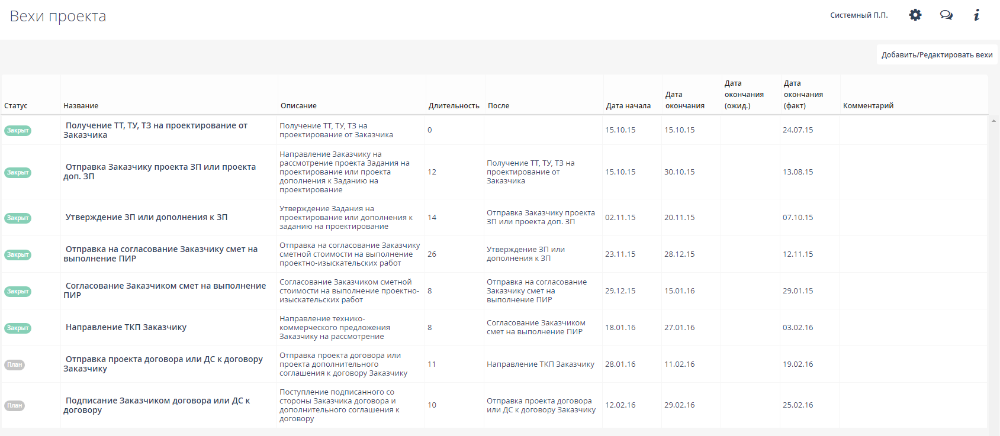 Вехи проекта
Системный П.П.
Добавить/Редактировать вехи
Статус
Название
Описание
Длительность
После
Дата начала
Дата
окончания
Дата
окончания
(ожид.)
Дата
окончания
(факт)
Комментарий
Закрыт
Получение ТТ, ТУ, ТЗ на проектирование от
Заказчика
Получение ТТ, ТУ, ТЗ на
проектирование от Заказчика
0
15.10.15
15.10.15
24.07.15
Закрыт
Отправка Заказчику проекта ЗП или проекта
доп. ЗП
Направление Заказчику на
рассмотрение проекта Задания на
проектирование или проекта
дополнения к Заданию на
проектирование
12
Получение ТТ, ТУ, ТЗ на
проектирование от
Заказчика
15.10.15
30.10.15
13.08.15
Закрыт
Утверждение ЗП или дополнения к ЗП
Утверждение Задания на
проектирование или дополнения к
заданию на проектирование
14
Отправка Заказчику проекта
ЗП или проекта доп. ЗП
02.11.15
20.11.15
07.10.15
Закрыт
Отправка на согласование Заказчику смет на
выполнение ПИР
Отправка на согласование Заказчику
сметной стоимости на выполнение
проектно-изыскательских работ
26
Утверждение ЗП или
дополнения к ЗП
23.11.15
28.12.15
12.11.15
Закрыт
Согласование Заказчиком смет на выполнение
ПИР
Согласование Заказчиком сметной
стоимости на выполнение проектно-
изыскательских работ
8
Отправка на согласование
Заказчику смет на
выполнение ПИР
29.12.15
15.01.16
29.01.15
Закрыт
Направление ТКП Заказчику
Направление технико-
коммерческого предложения
Заказчику на рассмотрение
8
Согласование Заказчиком
смет на выполнение ПИР
18.01.16
27.01.16
03.02.16
План
Отправка проекта договора или ДС к договору
Заказчику
Отправка проекта договора или
проекта дополнительного
соглашения к договору Заказчику
11
Направление ТКП Заказчику
28.01.16
11.02.16
19.02.16
План
Подписание Заказчиком договора или ДС к
договору
Поступление подписанного со
стороны Заказчика договора и
дополнительного соглашения к
договору
10
Отправка проекта договора
или ДС к договору Заказчику
12.02.16
29.02.16
25.02.16